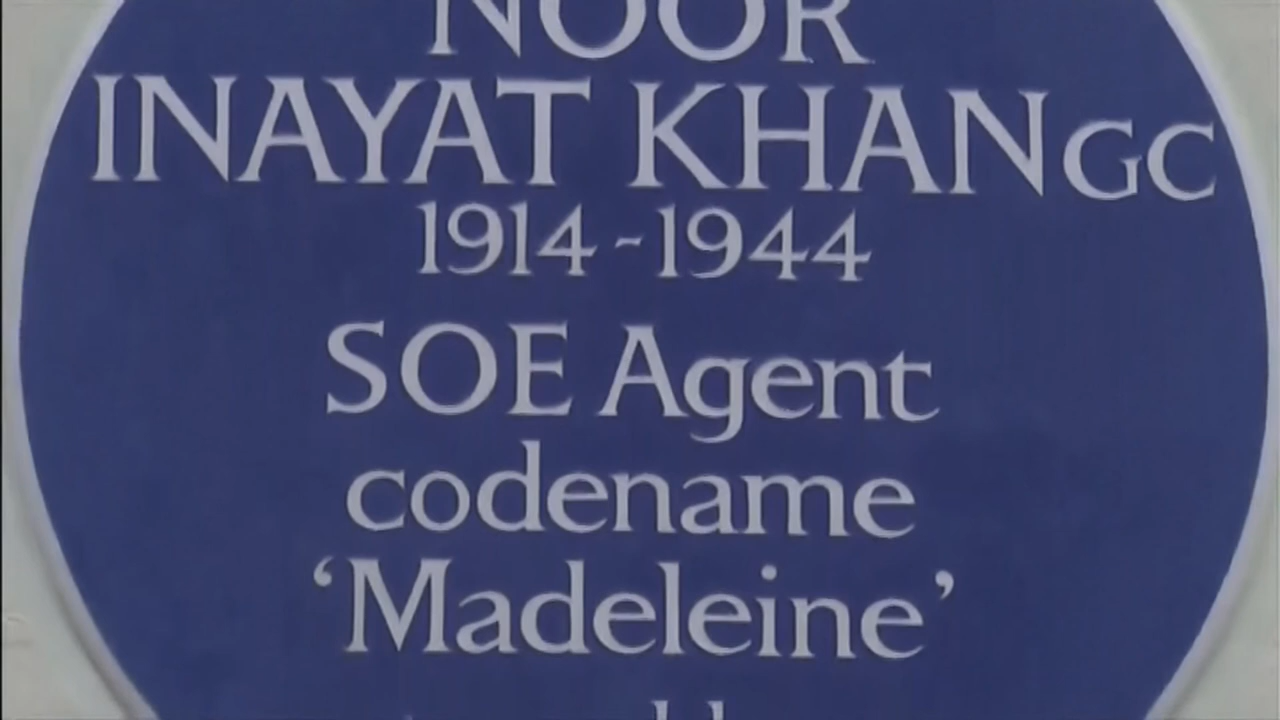 NOOR
INAYAT KHAN GC
1914-1944
SOE Agent
codename
‘Madeleine’